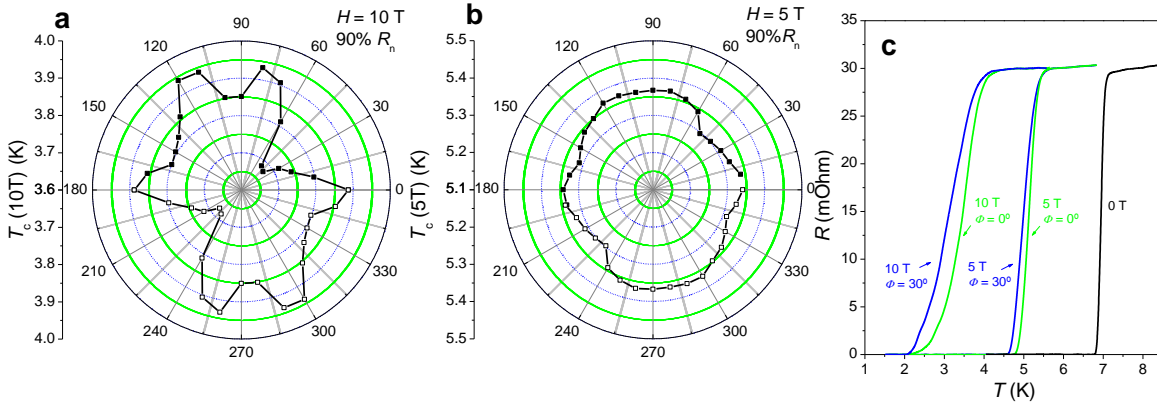 a
H = 10 T
90% Rn
Tc (10T) (K)
4.0
3.9
3.8
3.7
3.6
3.7
3.8
3.9
4.0
90
60
30
0
300
270
240
210
180
150
120
b
H = 5 T
90%Rn
Tc (5T) (K)
5.5
5.4
5.3
5.2
5.1
5.2
5.3
5.4
5.5
90
60
30
0
300
270
240
210
180
150
120
c
R (mOhm)
35
30
25
20
15
10
5
0
10 T
Φ = 0º
5 T
Φ = 0º
0 T
10 T
Φ = 30º
5 T
Φ = 30º
1 2 3 4 5 6 7 8
T (K)